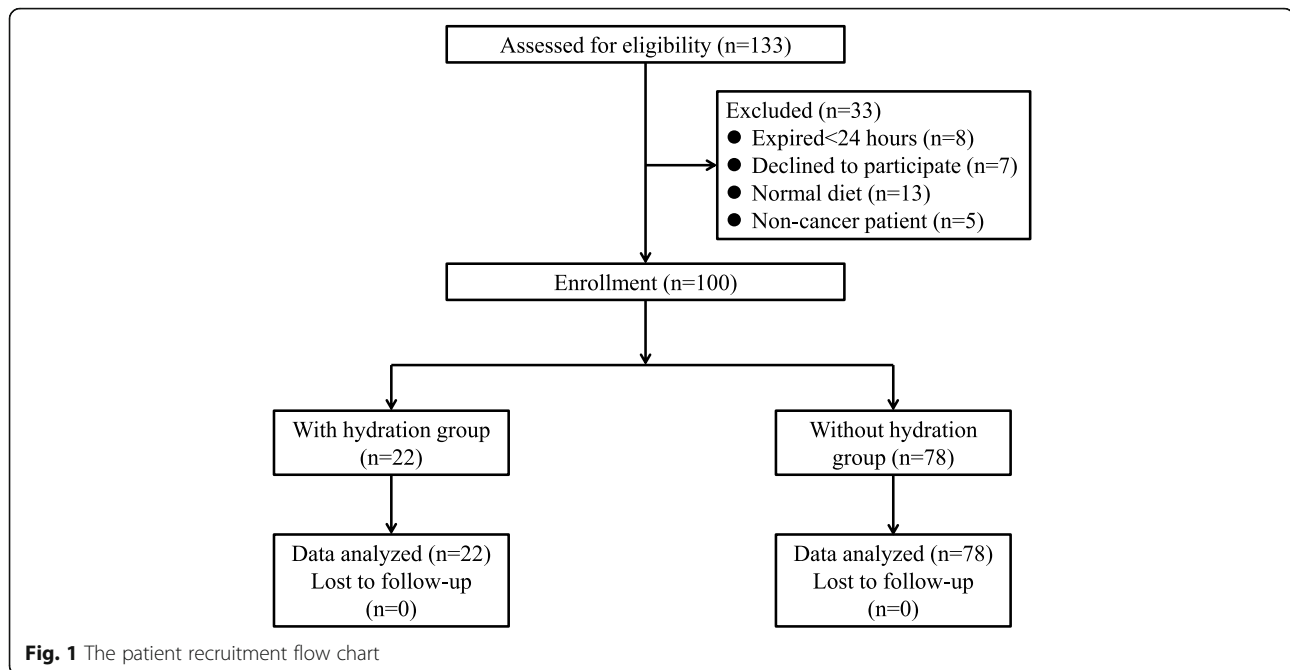 Assessed for eligibility (n=133)
Excluded (n=33)
● Expired<24 hours (n=8)
● Declined to participate (n=7)
● Normal diet (n=13)
● Non-cancer patient (n=5)
Enrollment (n=100)
With hydration group
(n=22)
Without hydration
group (n=78)
Data analyzed (n=22)
Lost to follow-up
(n=0)
Data analyzed (n=78)
Lost to follow-up
(n=0)
Fig. 1 The patient recruitment flow chart